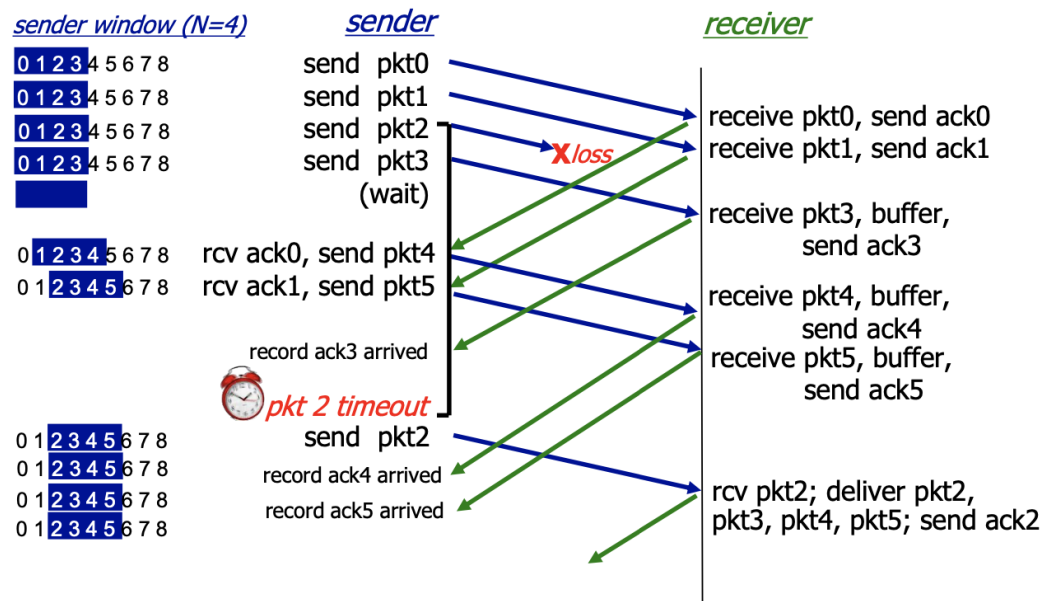 sender window (N=4) sender receiver
0 1 2 3 4 5 6 7 8 send pkt0
0 1 2 3 4 5 6 7 8 send pkt1
receive pkt0, send ack0
0 1 2 3 4 5 6 7 8 send pkt2
X loss
receive pkt1, send ack1
0 1 2 3 4 5 6 7 8 send pkt3
(wait)
receive pkt3, buffer,
send ack3
0 1 2 3 4 5 6 7 8 rcv ack0, send pkt4
0 1 2 3 4 5 6 7 8 rcv ack1, send pkt5
receive pkt4, buffer,
send ack4
record ack3 arrived
receive pkt5, buffer,
send ack5
pkt 2 timeout
0 1 2 3 4 5 6 7 8 send pkt2
0 1 2 3 4 5 6 7 8 record ack4 arrived
0 1 2 3 4 5 6 7 8 record ack5 arrived
0 1 2 3 4 5 6 7 8
rcv pkt2; deliver pkt2,
pkt3, pkt4, pkt5; send ack2